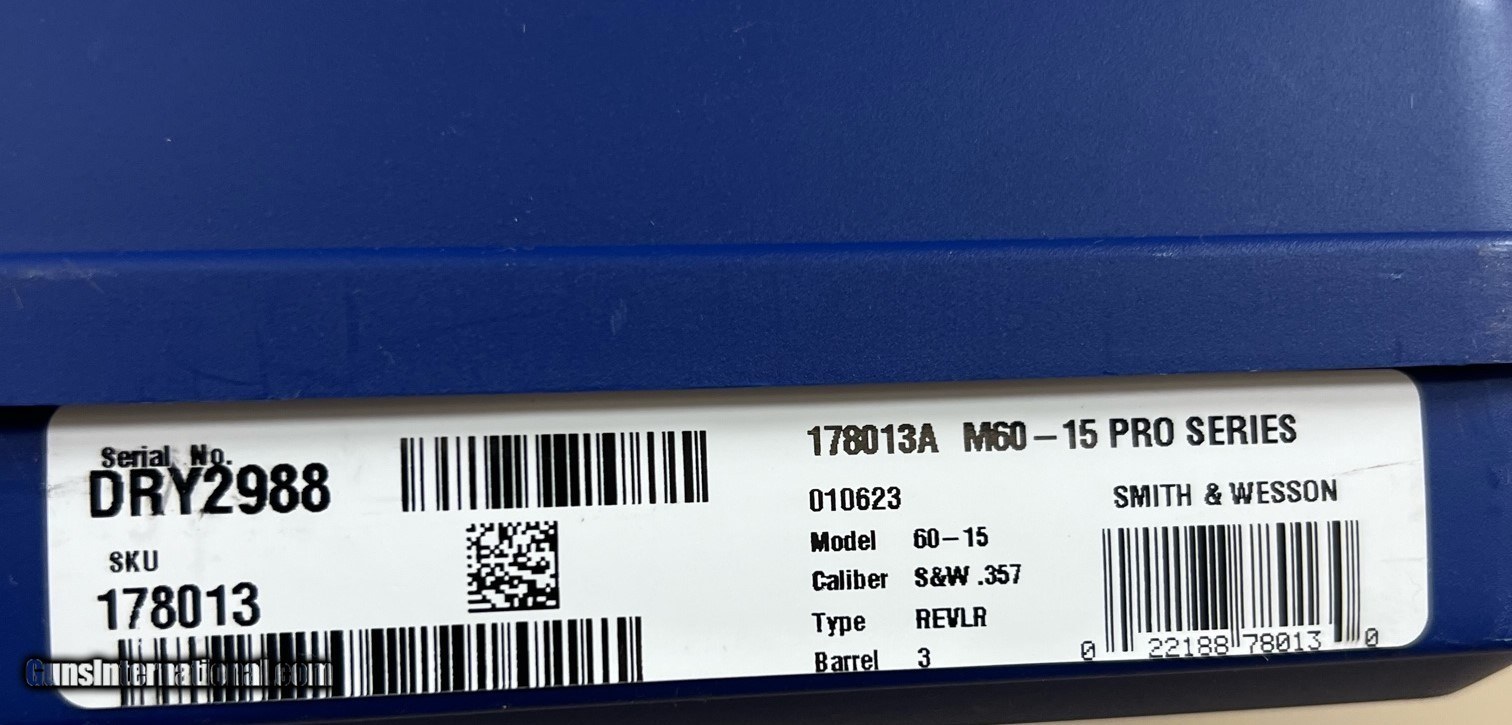 Serial No.
DRY2988
SKU
178013
178013A M60-15 PRO SERIES
010623
SMITH & WESSON
Model 60-15
Caliber S&W .357
Type REVLR
Barrel 3
0 22188 78013 0
GunsInternational.com